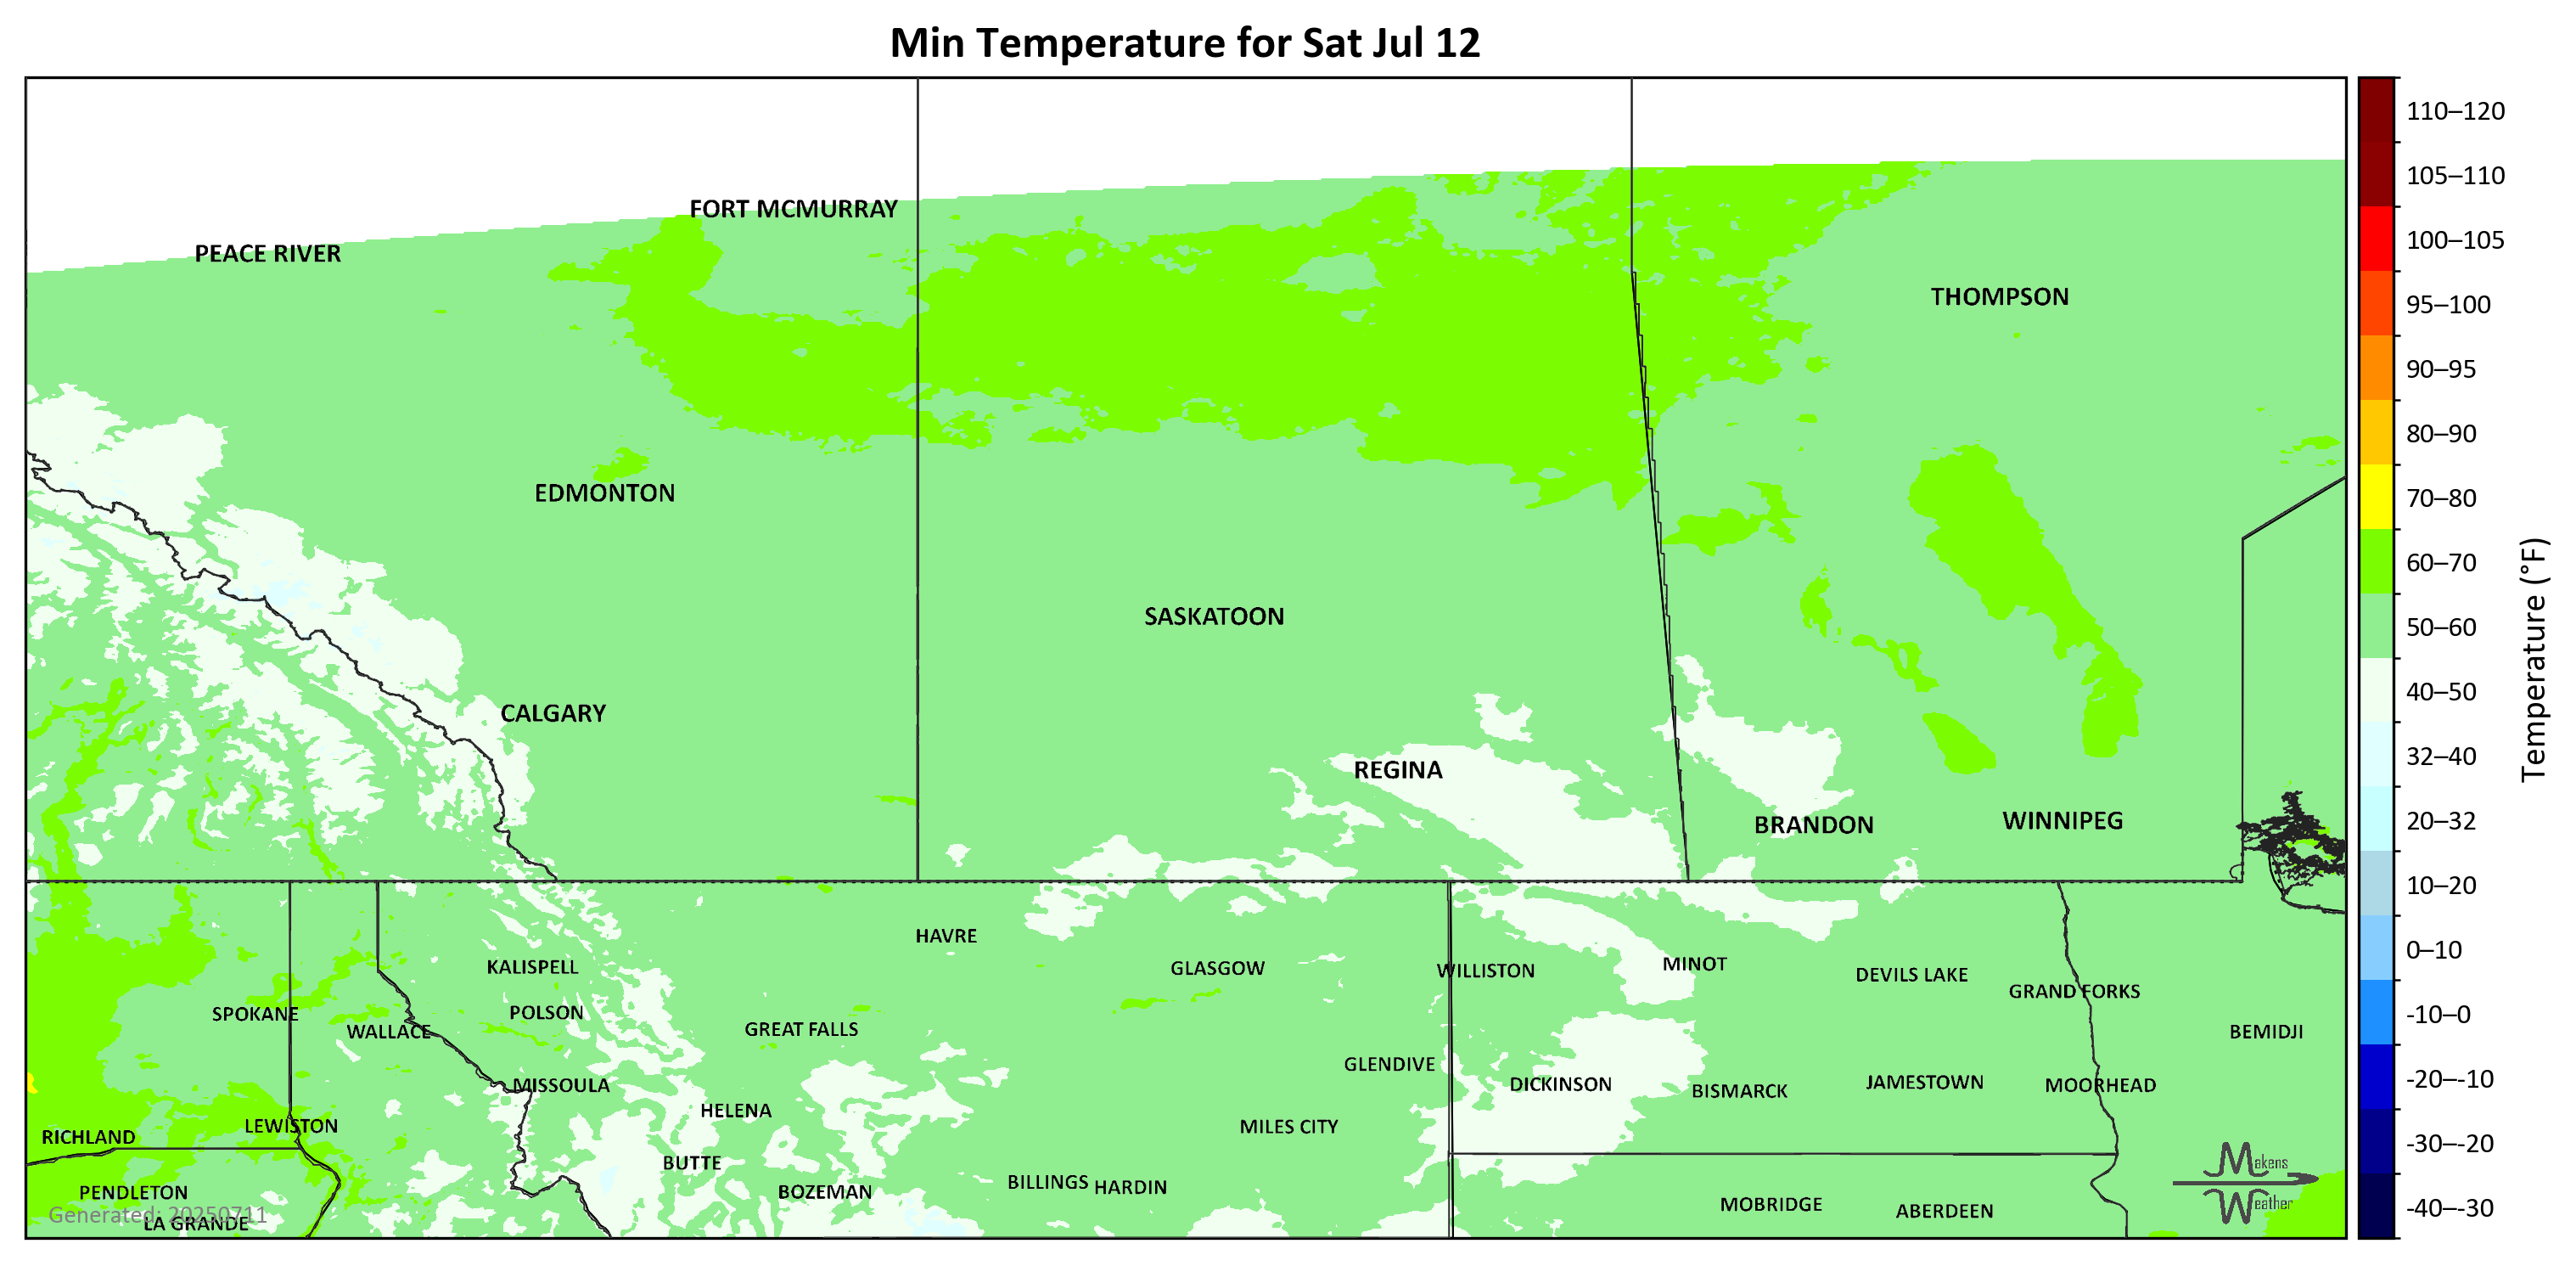 Min Temperature for Sat Jul 12
FORT MCMURRAY
PEACE RIVER
THOMPSON
EDMONTON
SASKATOON
CALGARY
REGINA
BRANDON
WINNIPEG
HAVRE
KALISPELL
GLASGOW
WILLISTON
MINOT
DEVILS LAKE
GRAND FORKS
SPOKANE
POLSON
WALLACE
GREAT FALLS
BEMIDJI
GLENDIVE
MISSOULA
DICKINSON
BISMARCK
JAMESTOWN
MOORHEAD
HELENA
LEWISTON
MILES CITY
RICHLAND
BUTTE
PENDLETON
BOZEMAN
BILLINGS
HARDIN
MOBRIDGE
ABERDEEN
Generated: 20250711
LA GRANDE
Makens
Weather
110–120
105–110
100–105
95–100
90–95
80–90
70–80
60–70
50–60
40–50
32–40
20–32
10–20
0–10
-10–0
-20–-10
-30–-20
-40–-30
Temperature (°F)